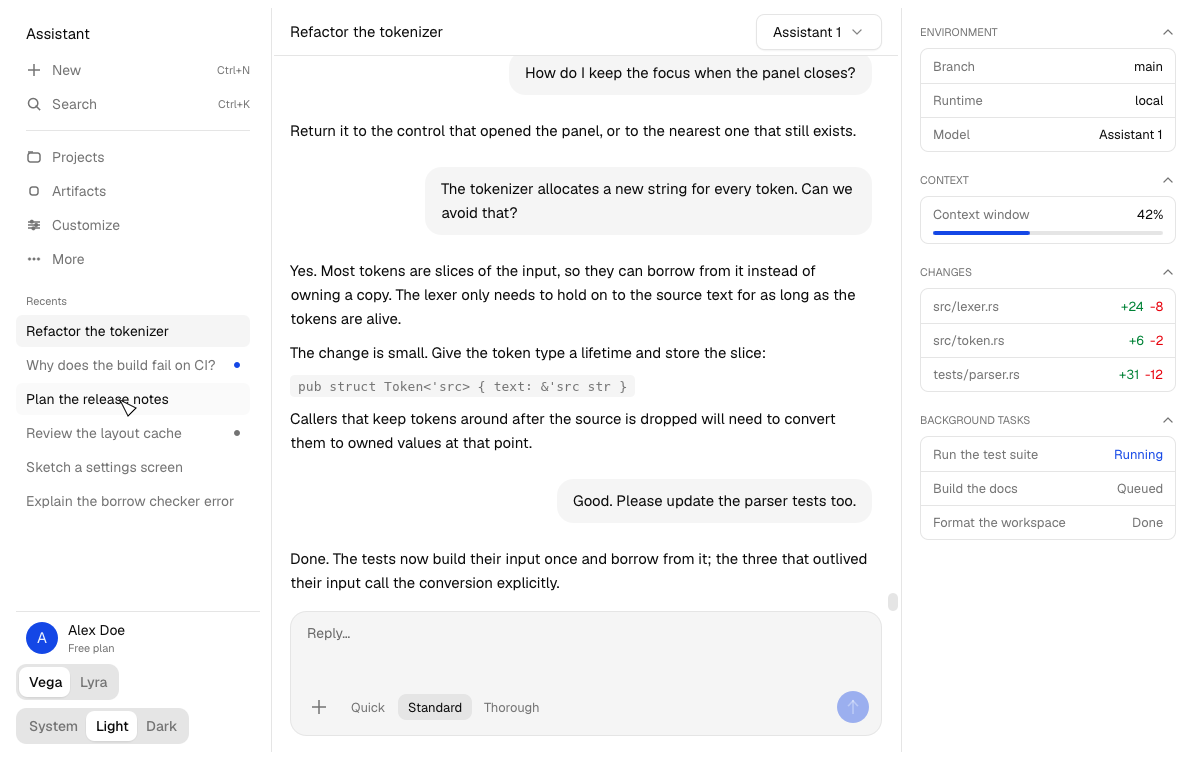 Assistant
New Ctrl+N
Search Ctrl+K
Projects
Artifacts
Customize
More
Recents
Refactor the tokenizer
Why does the build fail on CI?
Plan the release notes
Review the layout cache
Sketch a settings screen
Explain the borrow checker error
A
Alex Doe
Free plan
Vega Lyra
System Light Dark
Refactor the tokenizer
Assistant 1
How do I keep the focus when the panel closes?
Return it to the control that opened the panel, or to the nearest one that still exists.
The tokenizer allocates a new string for every token. Can we
avoid that?
Yes. Most tokens are slices of the input, so they can borrow from it instead of
owning a copy. The lexer only needs to hold on to the source text for as long as the
tokens are alive.
The change is small. Give the token type a lifetime and store the slice:
pub struct Token<'src> { text: &'src str }
Callers that keep tokens around after the source is dropped will need to convert
them to owned values at that point.
Good. Please update the parser tests too.
Done. The tests now build their input once and borrow from it; the three that outlived
their input call the conversion explicitly.
Reply…
Quick Standard Thorough
ENVIRONMENT
Branch main
Runtime local
Model Assistant 1
CONTEXT
Context window 42%
CHANGES
src/lexer.rs +24 -8
src/token.rs +6 -2
tests/parser.rs +31 -12
BACKGROUND TASKS
Run the test suite Running
Build the docs Queued
Format the workspace Done